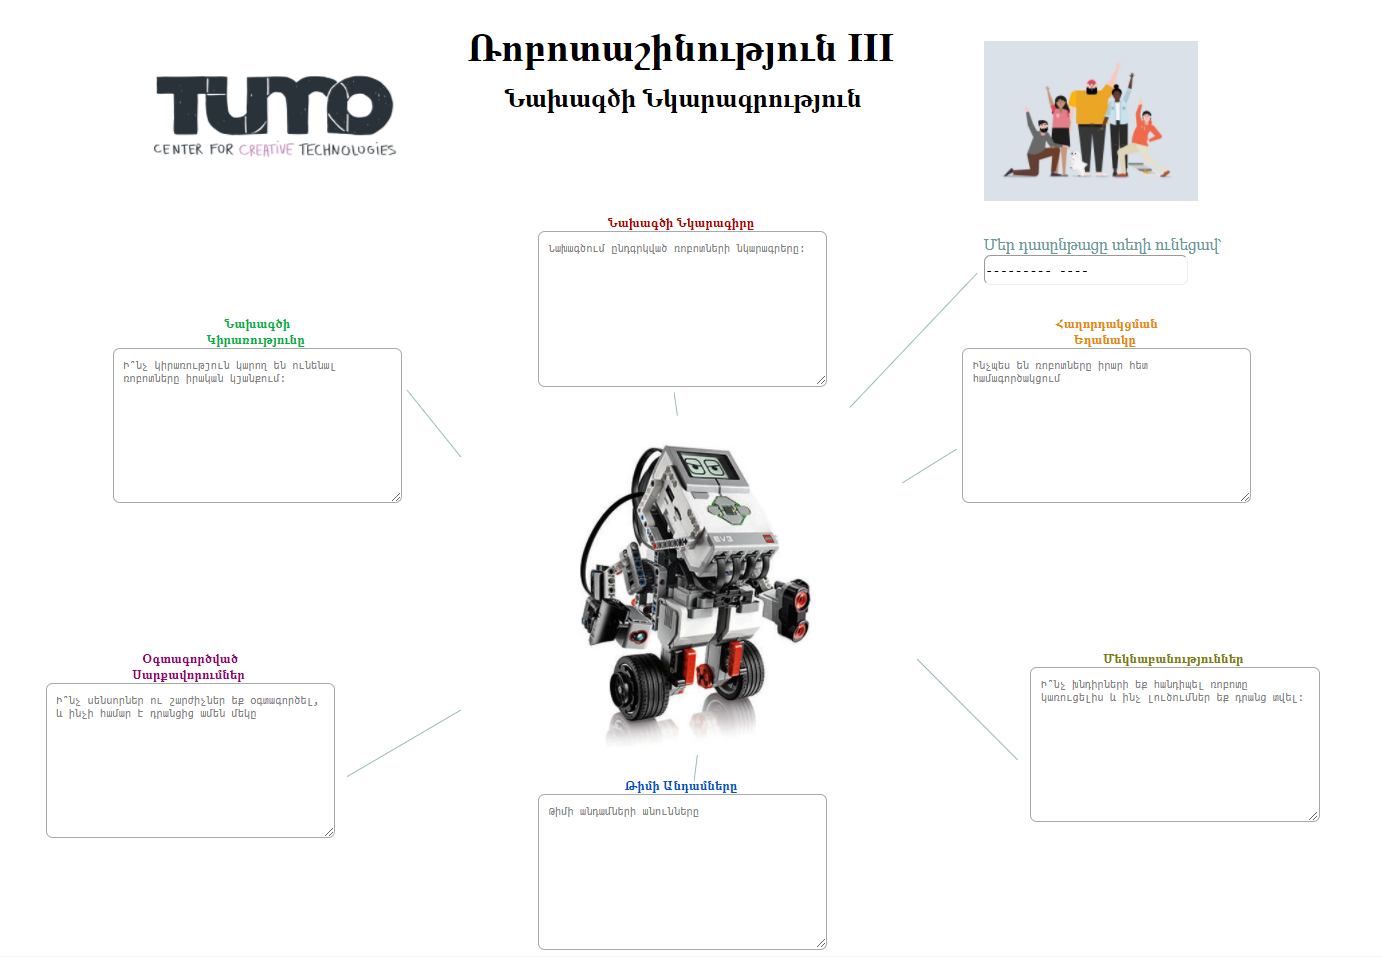 Ռոբոտաշինություն III
Նախագծի Նկարագրություն
TUMO
CENTER FOR CREATIVE TECHNOLOGIES
Նախագծի Նկարագիրը
Նախագծում ընդգրկված ռոբոտների նկարագրերը:
Մեր դասընթացը տեղի ունեցավ՝
--------- ----
Նախագծի
Կիրառությունը
Ի՞նչ կիրառություն կարող են ունենալ
ռոբոտները իրական կյանքում:
Հաղորդակցման
Եղանակը
Ինչպես են ռոբոտները իրար հետ
համագործակցում
EV3
Օգտագործված
Սարքավորումներ
Ի՞նչ սենսորներ ու շարժիչներ եք օգտագործել,
և ինչի համար է դրանցից ամեն մեկը
Մեկնաբանություններ
Ի՞նչ խնդիրների եք հանդիպել ռոբոտը
կառուցելիս և ինչ լուծումներ եք դրանց տվել:
Թիմի Անդամները
Թիմի անդամների անունները